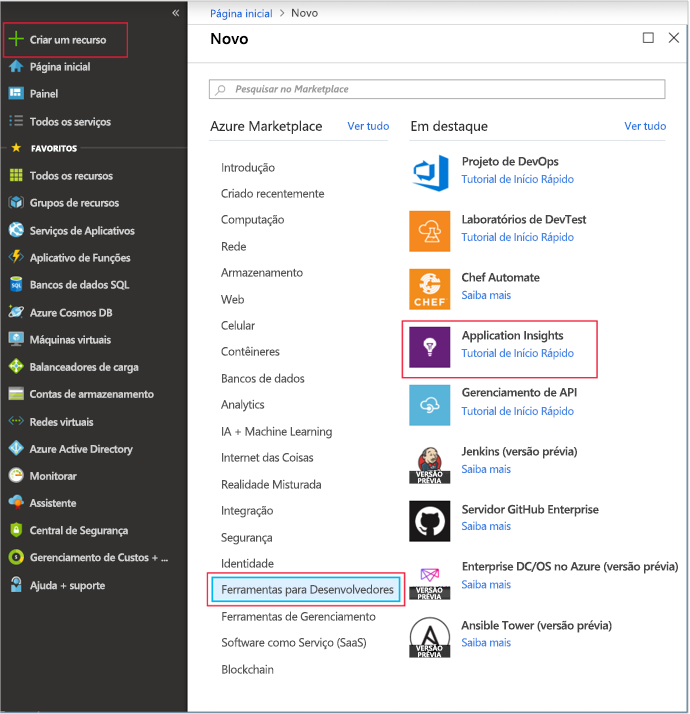 «
Criar um recurso
Página inicial
Painel
Todos os serviços
FAVORITOS
Todos os recursos
Grupos de recursos
Serviços de Aplicativos
Aplicativo de Funções
SQL
Bancos de dados SQL
Azure Cosmos DB
Máquinas virtuais
Balanceadores de carga
Contas de armazenamento
Redes virtuais
Azure Active Directory
Monitorar
Assistente
Central de Segurança
Gerenciamento de Custos + ...
Ajuda + suporte
Página inicial > Novo
Novo
Pesquisar no Marketplace
Azure Marketplace Ver tudo
Introdução
Criado recentemente
Computação
Rede
Armazenamento
Web
Celular
Contêineres
Bancos de dados
Analytics
IA + Machine Learning
Internet das Coisas
Realidade Misturada
Integração
Segurança
Identidade
Ferramentas para Desenvolvedores
Ferramentas de Gerenciamento
Software como Serviço (SaaS)
Blockchain
Em destaque Ver tudo
Projeto de DevOps
Tutorial de Início Rápido
Laboratórios de DevTest
Tutorial de Início Rápido
CHEF
Chef Automate
Saiba mais
Application Insights
Tutorial de Início Rápido
Gerenciamento de API
Tutorial de Início Rápido
VERSÃO
PRÉVIA
Jenkins (versão prévia)
Saiba mais
Servidor GitHub Enterprise
Saiba mais
VERSÃO
PRÉVIA
Enterprise DC/OS no Azure (versão prévia)
Saiba mais
VERSÃO
PRÉVIA
Ansible Tower (versão prévia)
Saiba mais